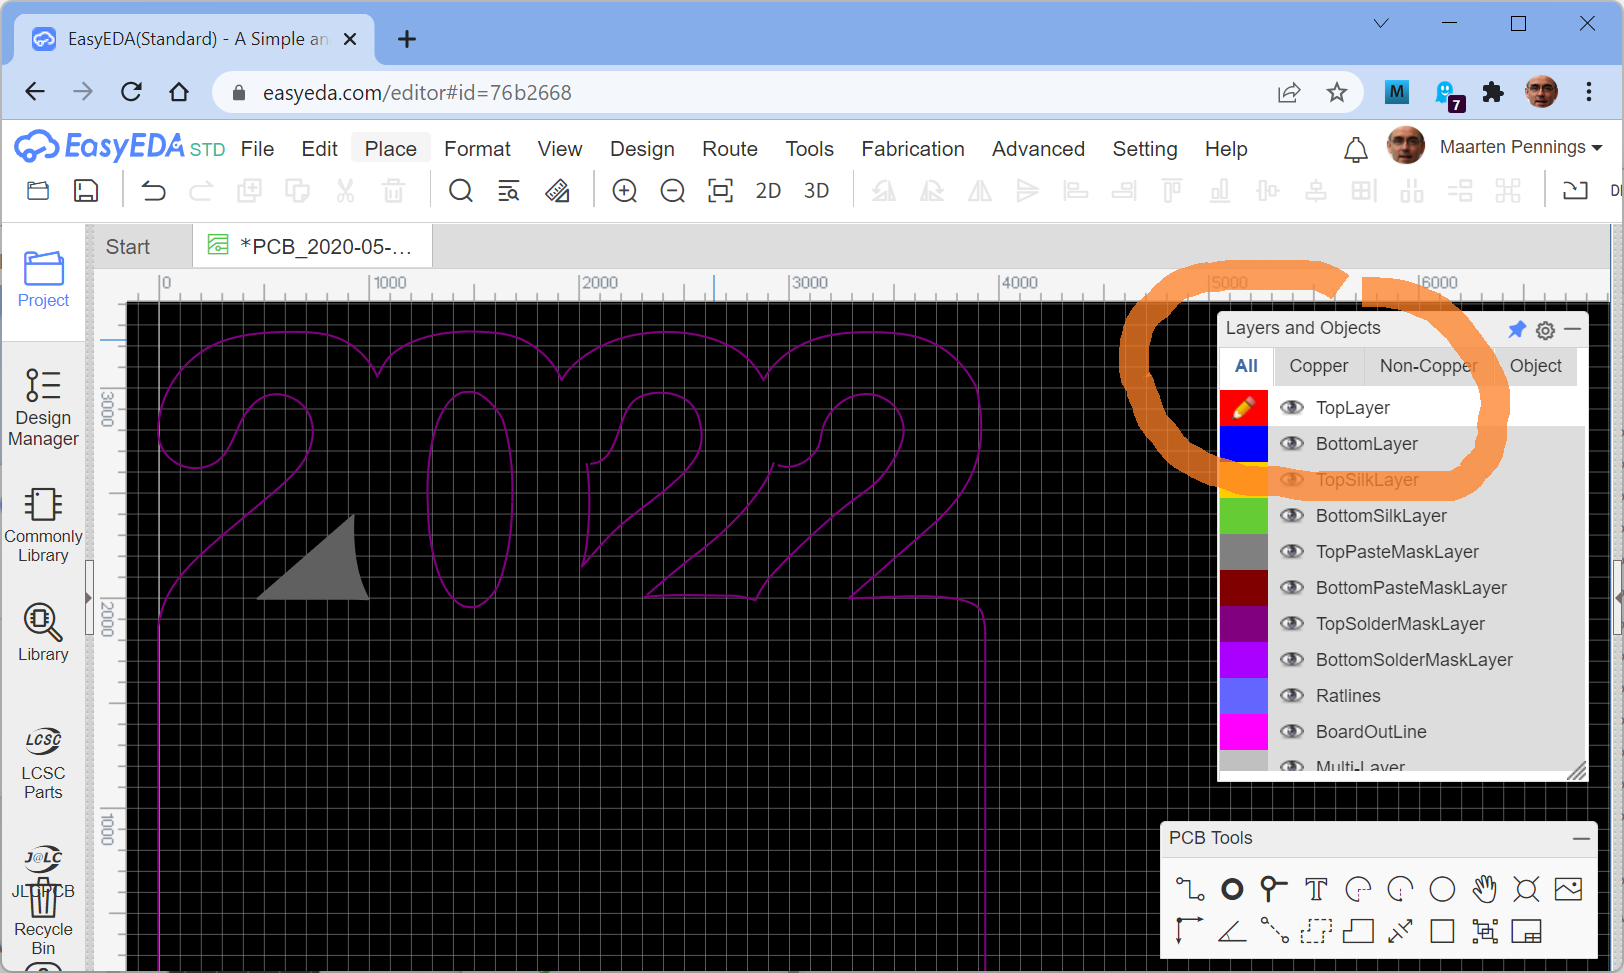 EasyEDA(Standard) - A Simple an
easyeda.com/editor#id=76b2668
M
7
EasyEDA STD File Edit Place Format View Design Route Tools Fabrication Advanced Setting Help
Maarten Pennings
2D 3D
Start
*PCB_2020-05-...
Project
Design
Manager
Commonly
Library
Library
LCSC
LCSC
Parts
J@LC
JLCPCB
Recycle
Bin
0 1000 2000 3000 4000 5000 6000
3000
2000
1000
Layers and Objects
All Copper Non-Copper Object
TopLayer
BottomLayer
TopSilkLayer
BottomSilkLayer
TopPasteMaskLayer
BottomPasteMaskLayer
TopSolderMaskLayer
BottomSolderMaskLayer
Ratlines
BoardOutLine
Multi-Layer
PCB Tools
T
2022